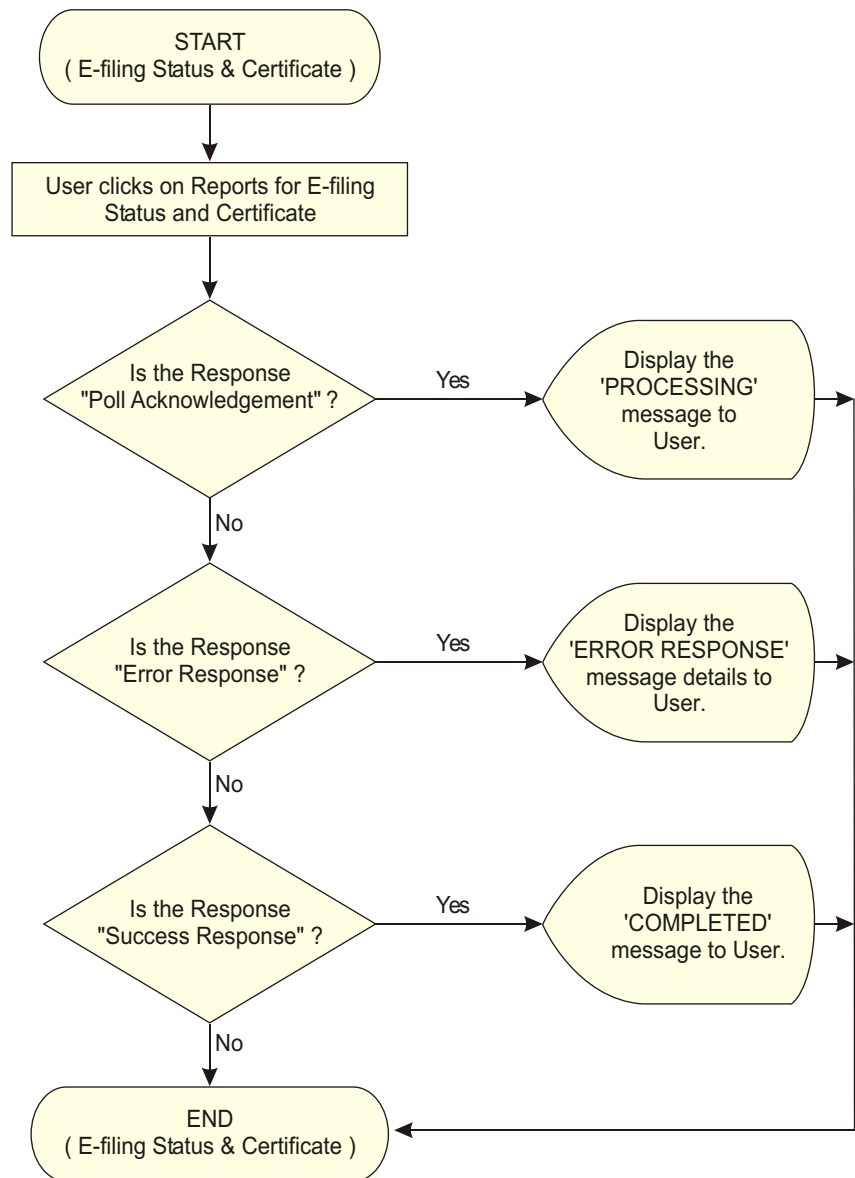 START
( E-filing Status & Certificate )
User clicks on Reports for E-filing
Status and Certificate
Is the Response
"Poll Acknowledgement" ?
Yes
Display the
'PROCESSING'
message to
User.
No
Is the Response
"Error Response" ?
Yes
Display the
'ERROR RESPONSE'
message details to
User.
No
Is the Response
"Success Response" ?
Yes
Display the
'COMPLETED'
message to User.
No
END
( E-filing Status & Certificate )